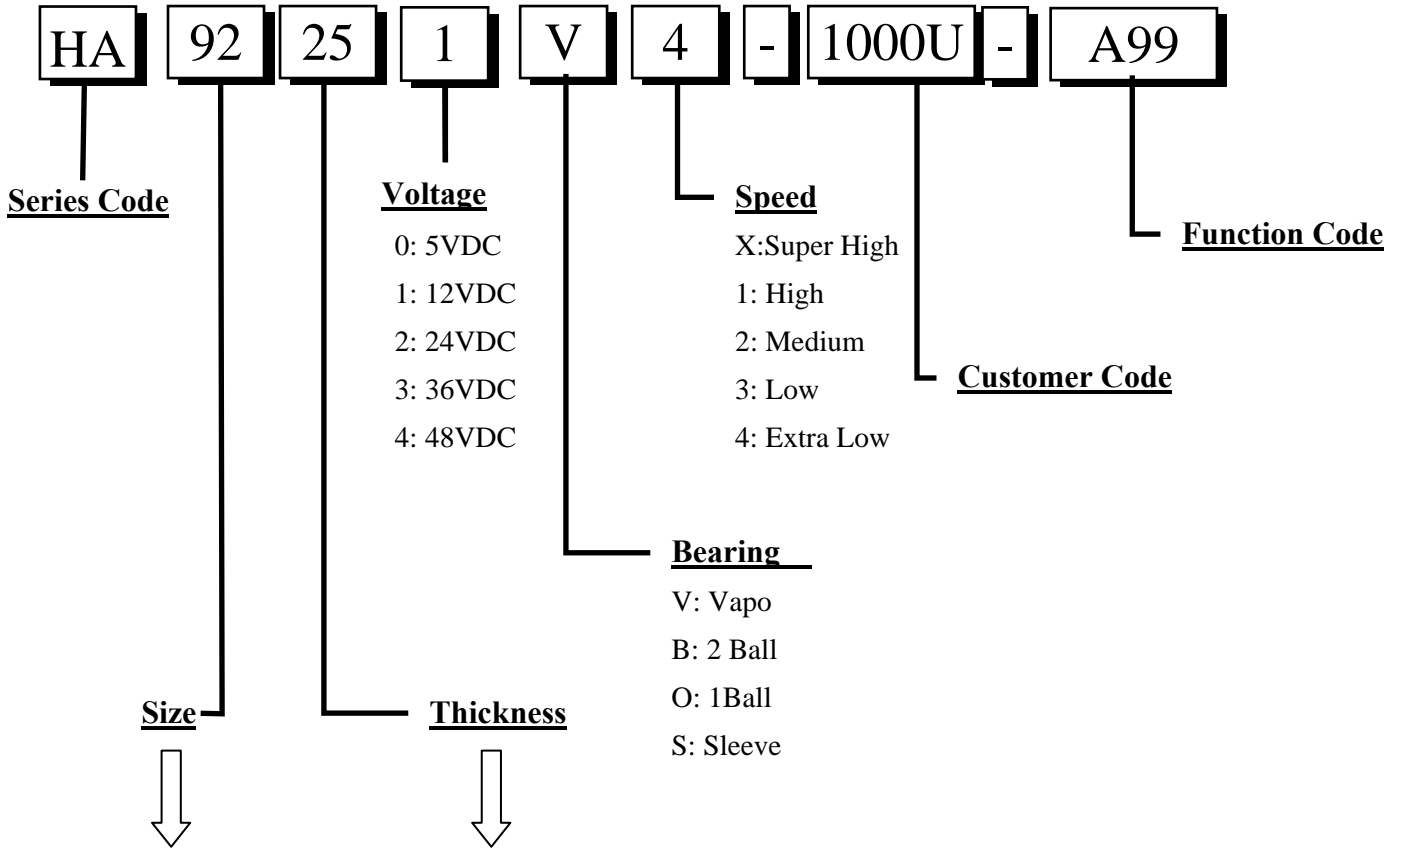 HA 92 25 1 V 4 - 1000U - A99
Series Code
Voltage
0: 5VDC
1: 12VDC
2: 24VDC
3: 36VDC
4: 48VDC
Speed
X:Super High
1: High
2: Medium
3: Low
4: Extra Low
Function Code
Customer Code
Bearing
V: Vapo
B: 2 Ball
O: 1Ball
S: Sleeve
Size
Thickness